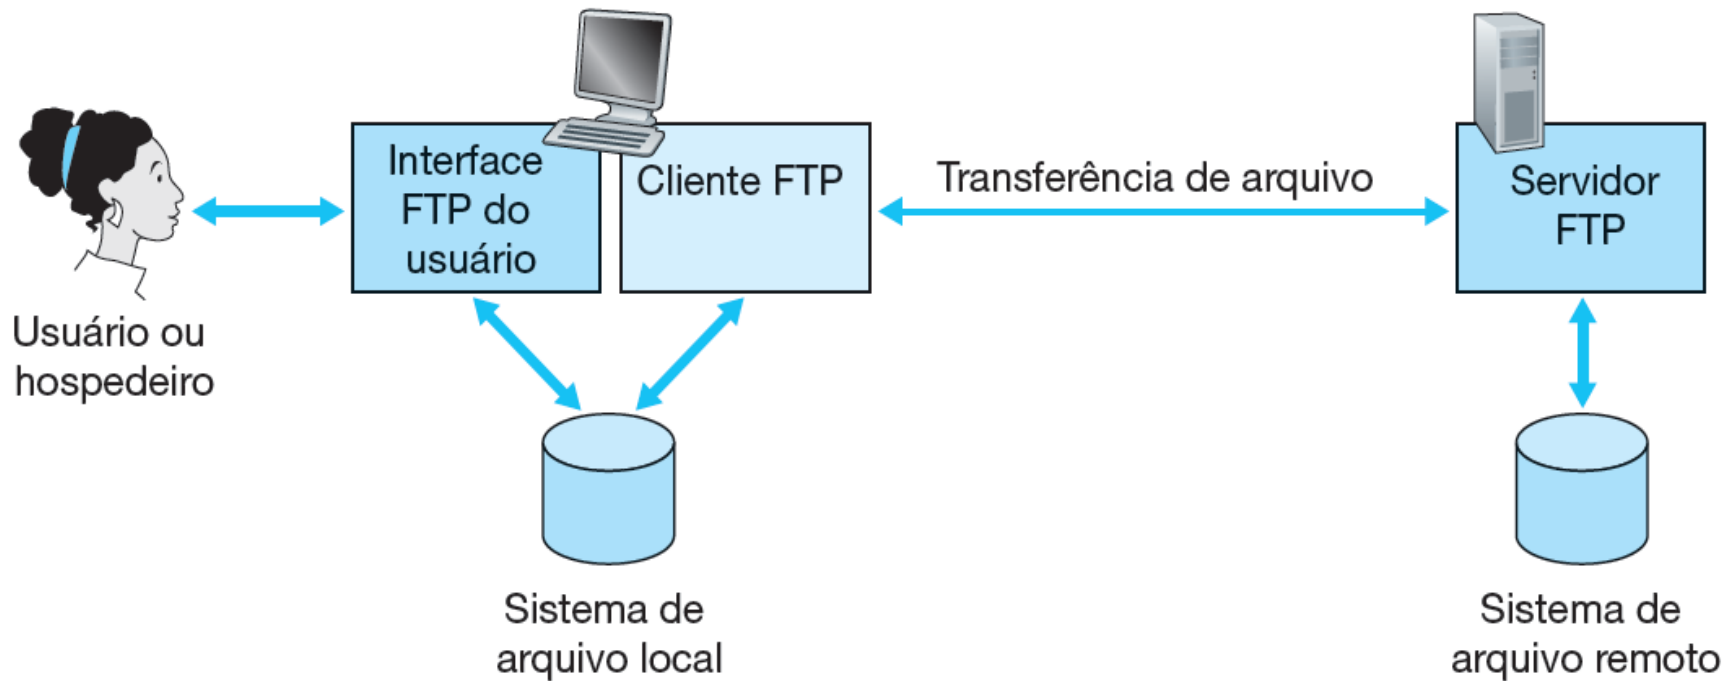 Interface
FTP do
usuário
Cliente FTP
Transferência de arquivo
Servidor
FTP
Usuário ou
hospedeiro
Sistema de
arquivo local
Sistema de
arquivo remoto